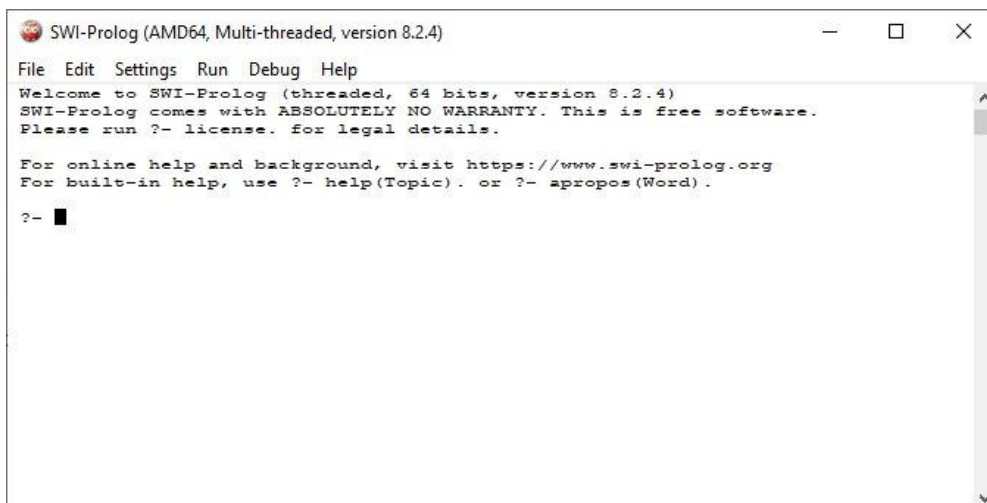 SWI-Prolog (AMD64, Multi-threaded, version 8.2.4)
File Edit Settings Run Debug Help
Welcome to SWI-Prolog (threaded, 64 bits, version 8.2.4)
SWI-Prolog comes with ABSOLUTELY NO WARRANTY. This is free software.
Please run ?- license. for legal details.
For online help and background, visit https://www.swi-prolog.org
For built-in help, use ?- help(Topic). or ?- apropos(Word).
?-